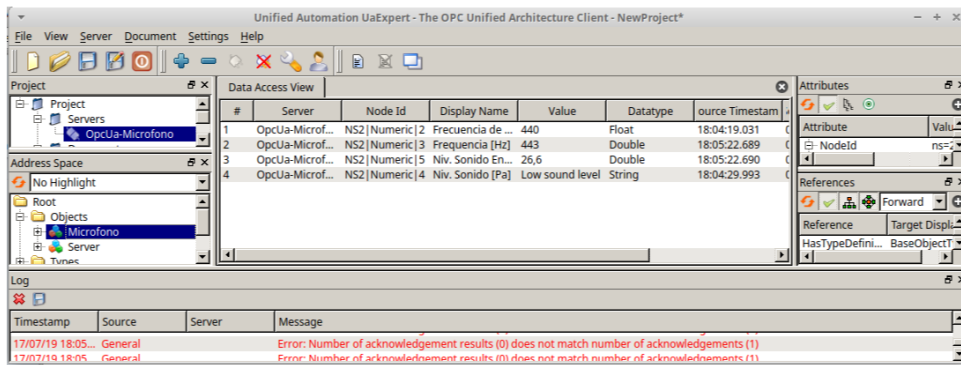 Unified Automation UaExpert - The OPC Unified Architecture Client - NewProject*
File View Server Document Settings Help
Project
Project
Servers
OpcUa-Microfono
Address Space
No Highlight
Root
Objects
Microfono
Server
Types
Data Access View
# Server Node Id Display Name Value Datatype ource Timestam
1 OpcUa-Microf... NS2|Numeric|2 Frecuencia de ... 440 Float 18:04:19.031
2 OpcUa-Microf... NS2|Numeric|3 Frequencia [Hz] 443 Double 18:05:22.689
3 OpcUa-Microf... NS2|Numeric|5 Niv. Sonido En... 26,6 Double 18:05:22.690
4 OpcUa-Microf... NS2|Numeric|4 Niv. Sonido [Pa] Low sound level String 18:04:29.993
Attributes
Attribute Valu
NodeId ns=2
References
Forward
Reference Target Displa
HasTypeDefini... BaseObjectT
Log
Timestamp Source Server Message
17/07/19 18:05... General Error: Number of acknowledgement results (0) does not match number of acknowledgements (1)
17/07/19 18:05... General Error: Number of acknowledgement results (0) does not match number of acknowledgements (1)